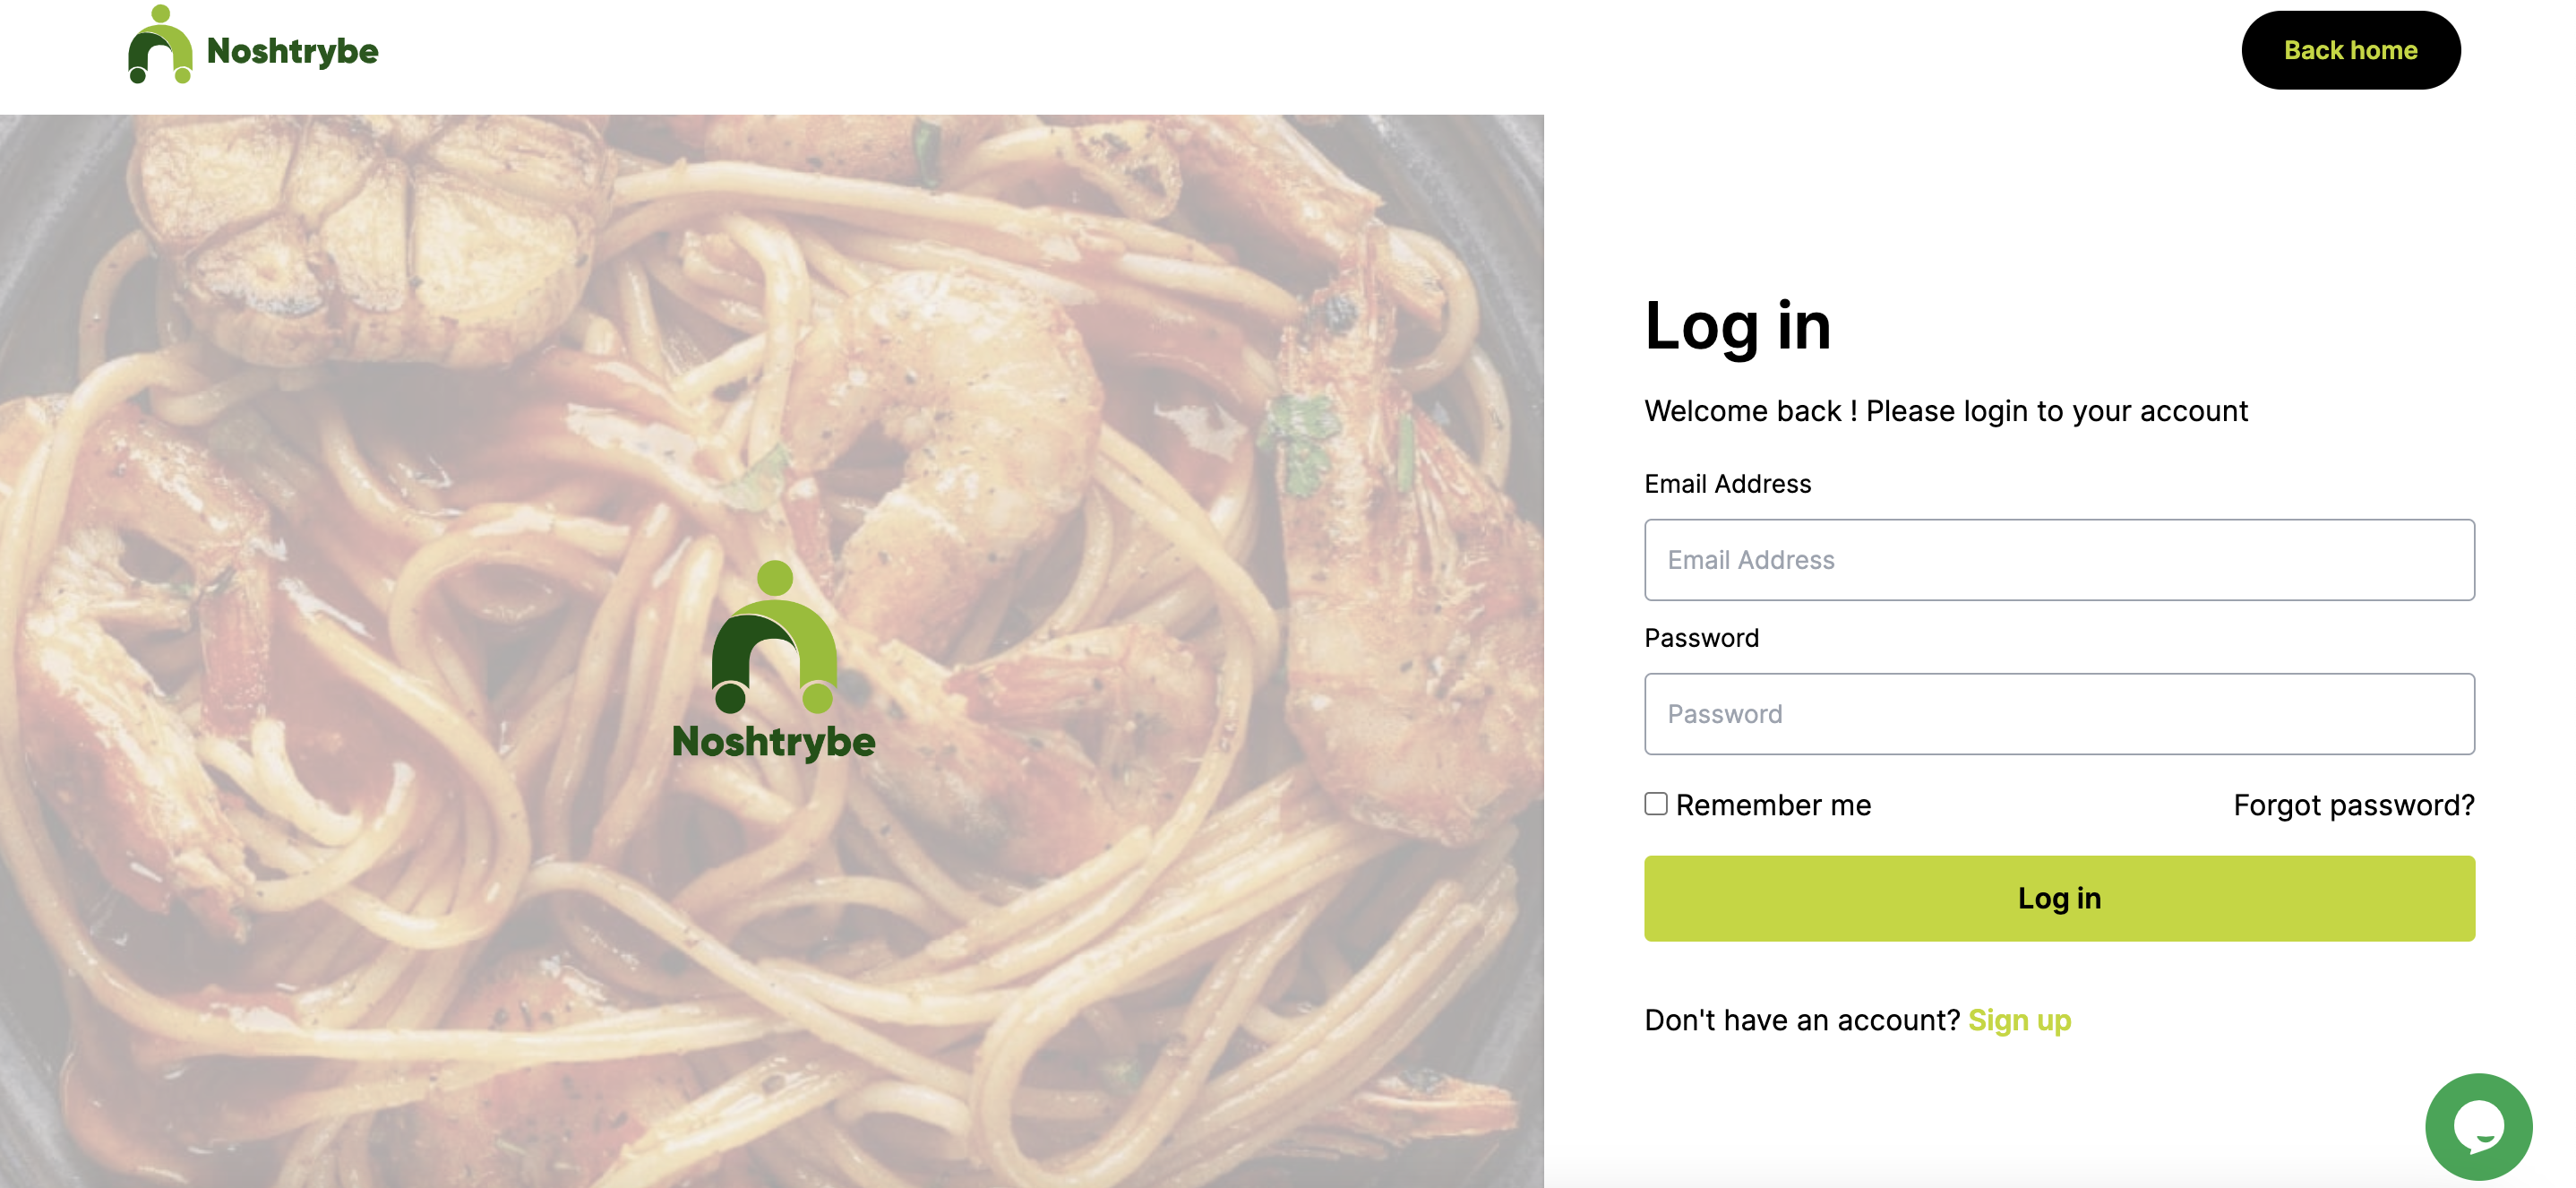 Noshtrybe
Back home
Noshtrybe
Log in
Welcome back ! Please login to your account
Email Address
Email Address
Password
Password
Remember me
Forgot password?
Log in
Don't have an account? Sign up